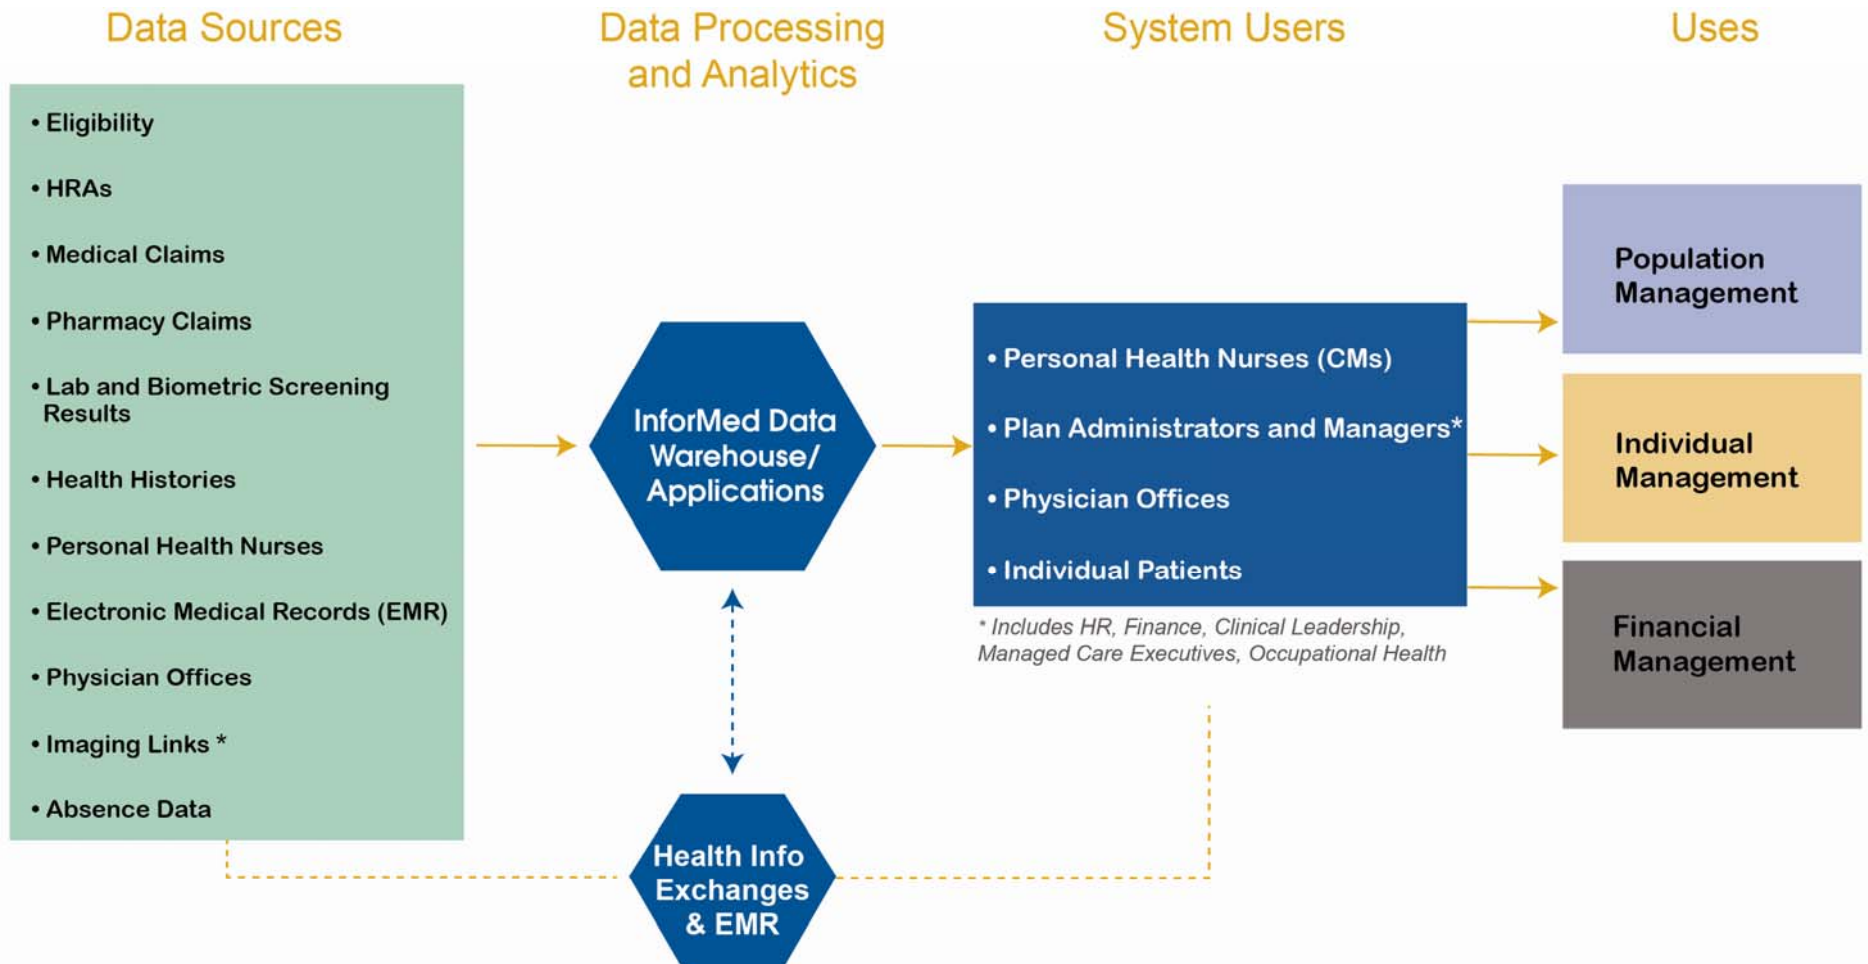 Data Sources
Data Processing
and Analytics
System Users
Uses
• Eligibility
• HRAs
• Medical Claims
• Pharmacy Claims
• Lab and Biometric Screening
Results
• Health Histories
• Personal Health Nurses
• Electronic Medical Records (EMR)
• Physician Offices
• Imaging Links *
• Absence Data
InforMed Data
Warehouse/
Applications
Health Info
Exchanges
& EMR
• Personal Health Nurses (CMs)
• Plan Administrators and Managers*
• Physician Offices
• Individual Patients
* Includes HR, Finance, Clinical Leadership,
Managed Care Executives, Occupational Health
Population
Management
Individual
Management
Financial
Management